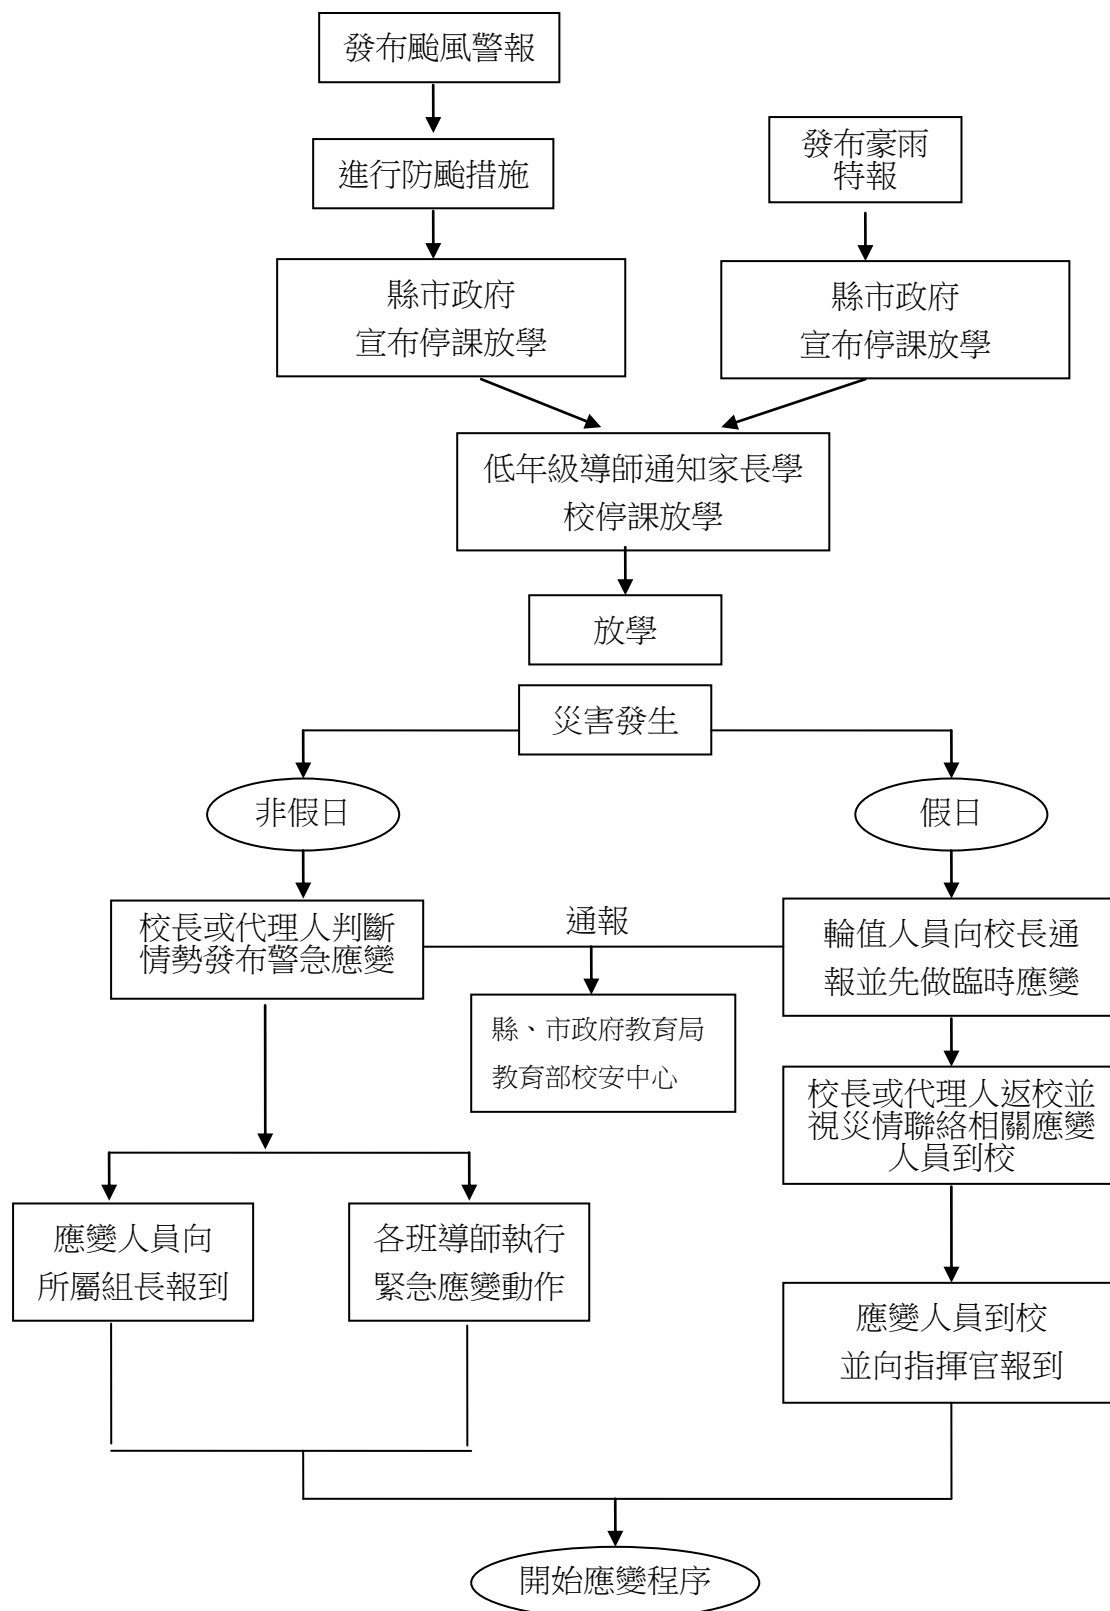 發布颱風警報
發布豪雨
特報
進行防颱措施
縣市政府
宣布停課放學
縣市政府
宣布停課放學
低年級導師通知家長學
校停課放學
放學
災害發生
非假日
假日
校長或代理人判斷
情勢發布警急應變
通報
輪值人員向校長通
報並先做臨時應變
縣、市政府教育局
教育部校安中心
校長或代理人返校並
視災情聯絡相關應變
人員到校
應變人員向
所屬組長報到
各班導師執行
緊急應變動作
應變人員到校
並向指揮官報到
開始應變程序